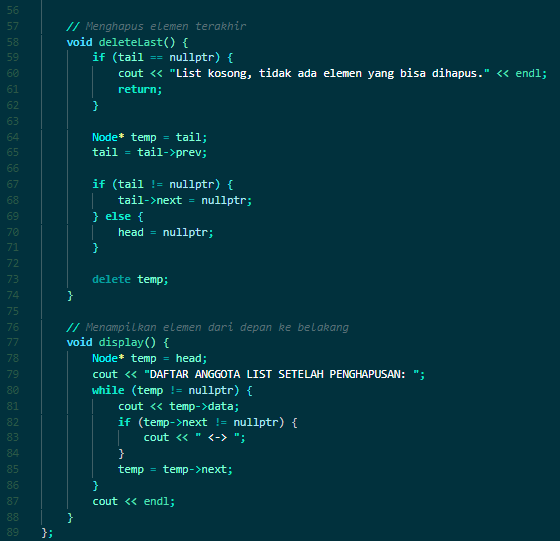 56
57 // Menghapus elemen terakhir
58 void deleteLast() {
59 if (tail == nullptr) {
60 cout << "List kosong, tidak ada elemen yang bisa dihapus." << endl;
61 return;
62 }
63
64 Node* temp = tail;
65 tail = tail->prev;
66
67 if (tail != nullptr) {
68 tail->next = nullptr;
69 } else {
70 head = nullptr;
71 }
72
73 delete temp;
74 }
75
76 // Menampilkan elemen dari depan ke belakang
77 void display() {
78 Node* temp = head;
79 cout << "DAFTAR ANGGOTA LIST SETELAH PENGHAPUSAN: ";
80 while (temp != nullptr) {
81 cout << temp->data;
82 if (temp->next != nullptr) {
83 cout << " <-> ";
84 }
85 temp = temp->next;
86 }
87 cout << endl;
88 }
89 };